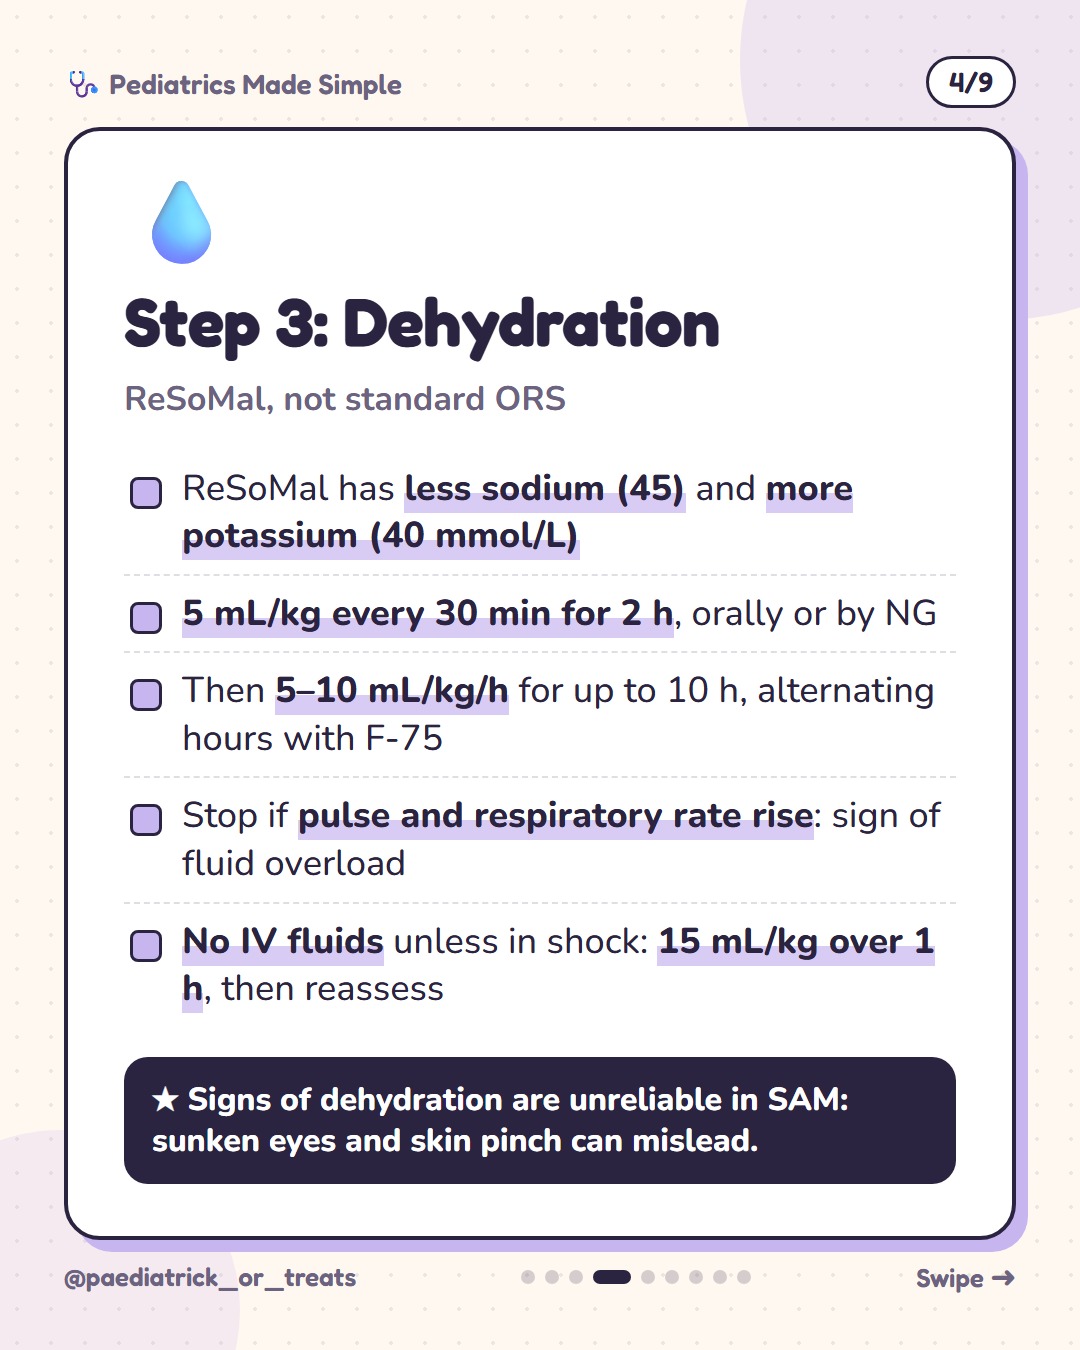 Pediatrics Made Simple
4/9
Step 3: Dehydration
ReSoMal, not standard ORS
ReSoMal has less sodium (45) and more
potassium (40 mmol/L)
5 mL/kg every 30 min for 2 h, orally or by NG
Then 5–10 mL/kg/h for up to 10 h, alternating
hours with F-75
Stop if pulse and respiratory rate rise: sign of
fluid overload
No IV fluids unless in shock: 15 mL/kg over 1
h, then reassess
★ Signs of dehydration are unreliable in SAM:
sunken eyes and skin pinch can mislead.
@paediatrick_or_treats
Swipe →